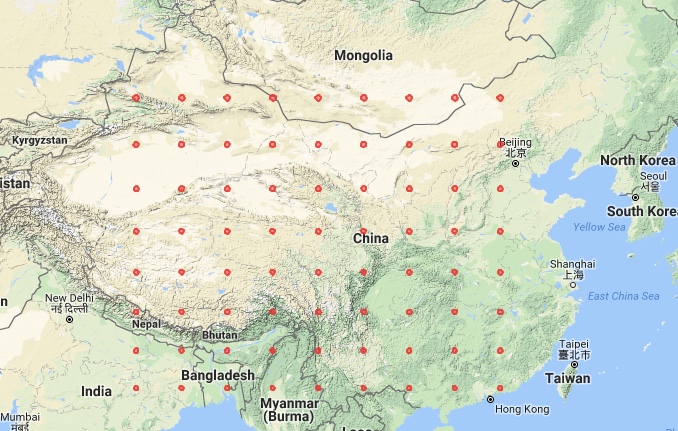 Mongolia
Kyrgyzstan
istan
Beijing
北京
North Korea
Seoul
서울
South Kore
Yellow Sea
China
Shanghai
上海
East China Sea
New Delhi
नई दिल्ली
Nepal
Bhutan
Taipei
臺北市
Taiwan
Bangladesh
India
Myanmar
(Burma)
Hong Kong
Mumbai
मुंबई